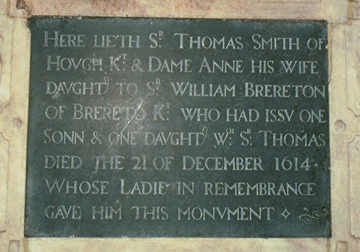 HERE LIETH SR THOMAS SMITH OF
HOVGH KT & DAME ANNE HIS WIFE
DAVGHTR TO SR WILLIAM BRERETON
OF BRERETŌ KT WHO HAD ISSV ONE
SONN & ONE DAVGHTR WCH SR THOMAS
DIED THE 21 OF DECEMBER 1614·
WHOSE LADIE IN REMEMBRANCE
GAVE HIM THIS MONVMENT